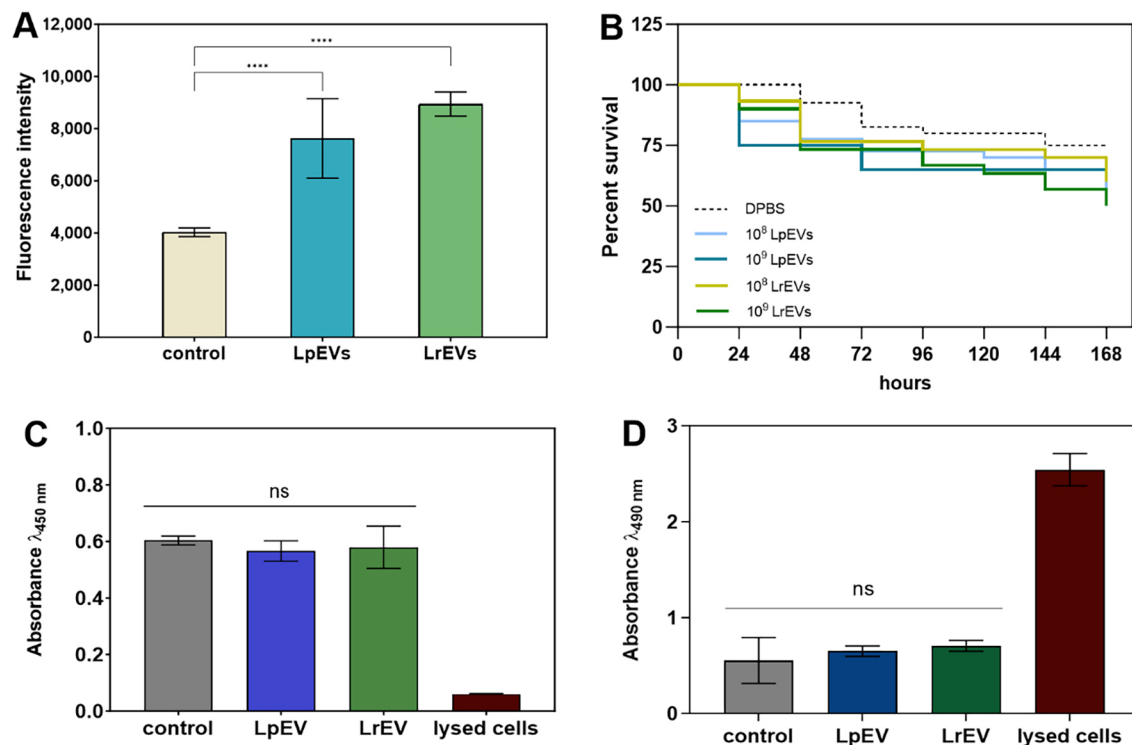 A
Fluorescence intensity
12,000
10,000
8,000
6,000
4,000
2,000
0
****
****
control LpEVs LrEVs
B
Percent survival
125
100
75
50
25
0
DPBS
10⁸ LpEVs
10⁹ LpEVs
10⁸ LrEVs
10⁹ LrEVs
0 24 48 72 96 120 144 168
hours
C
Absorbance λ450 nm
1.0
0.8
0.6
0.4
0.2
0.0
ns
control LpEV LrEV lysed cells
D
Absorbance λ490 nm
3
2
1
0
ns
control LpEV LrEV lysed cells